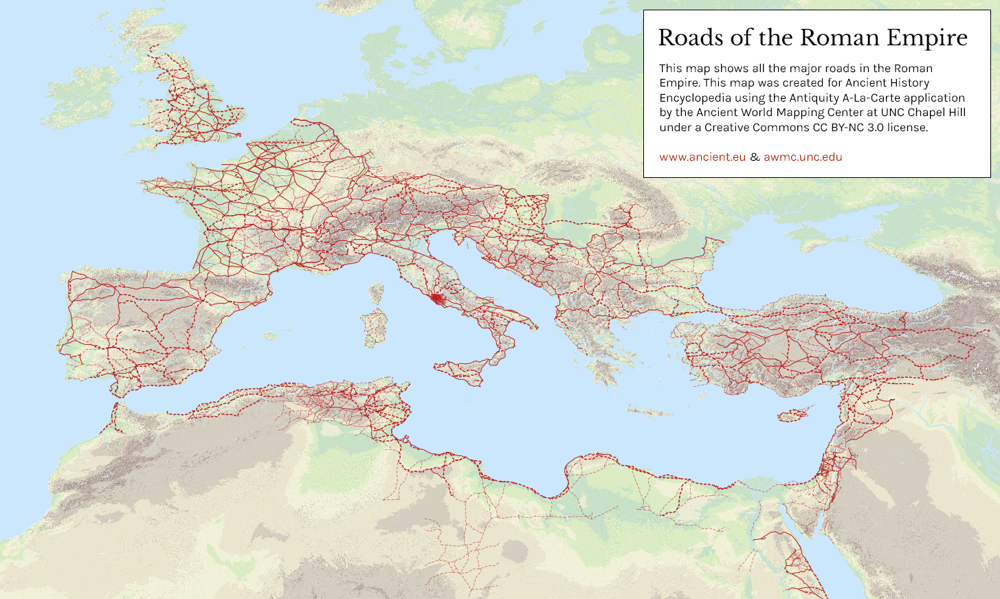 Roads of the Roman Empire
This map shows all the major roads in the Roman
Empire. This map was created for Ancient History
Encyclopedia using the Antiquity A-La-Carte application
by the Ancient World Mapping Center at UNC Chapel Hill
under a Creative Commons CC BY-NC 3.0 license.
www.ancient.eu & awmc.unc.edu